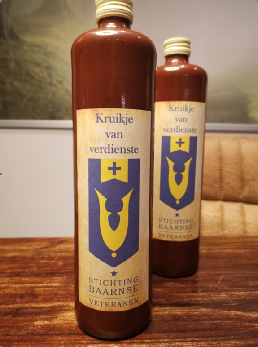 Kruikje
van
verdienste
STICHTING
BAARNSE
VETERANEN
Kruikje
van
verdienste
STICHTING
BAARNSE
VETERANEN